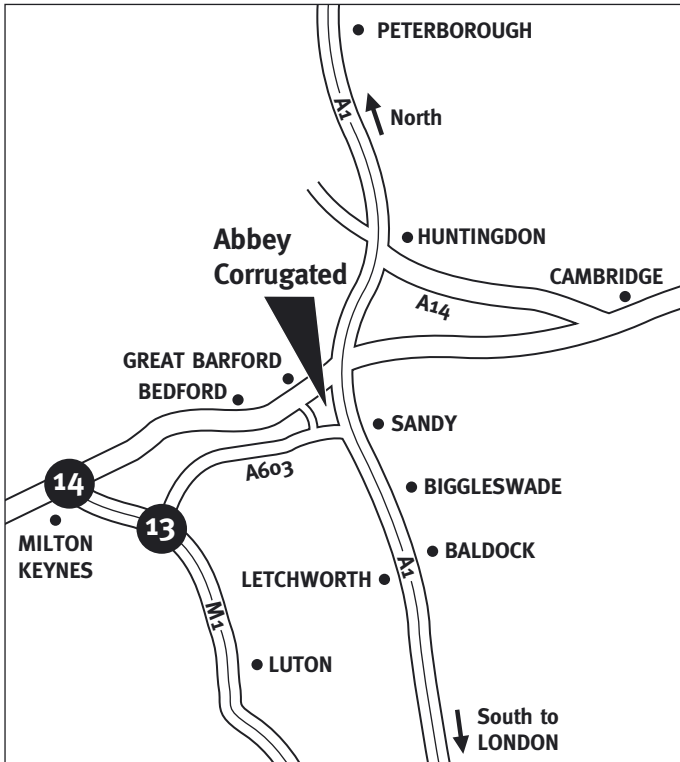 PETERBOROUGH
A1
North
Abbey
Corrugated
HUNTINGDON
CAMBRIDGE
A14
GREAT BARFORD
BEDFORD
SANDY
A603
14
BIGGLESWADE
13
MILTON
KEYNES
BALDOCK
A1
LETCHWORTH
M1
LUTON
South to
LONDON